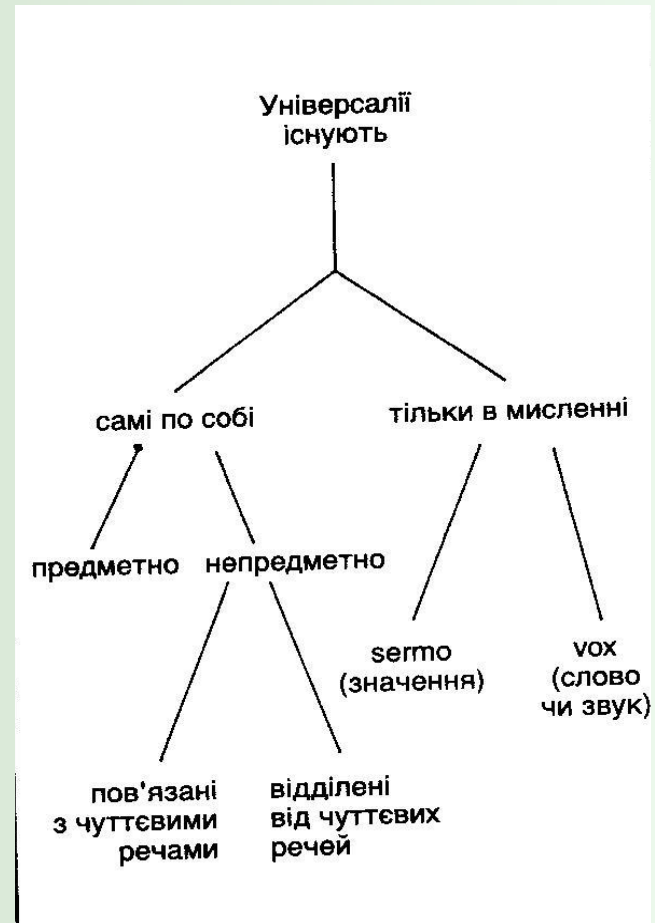 Універсалії
існують
самі по собі
тільки в мисленні
предметно
непредметно
sermo
(значення)
vox
(слово
чи звук)
пов'язані
з чуттєвими
речами
відділені
від чуттєвих
речей